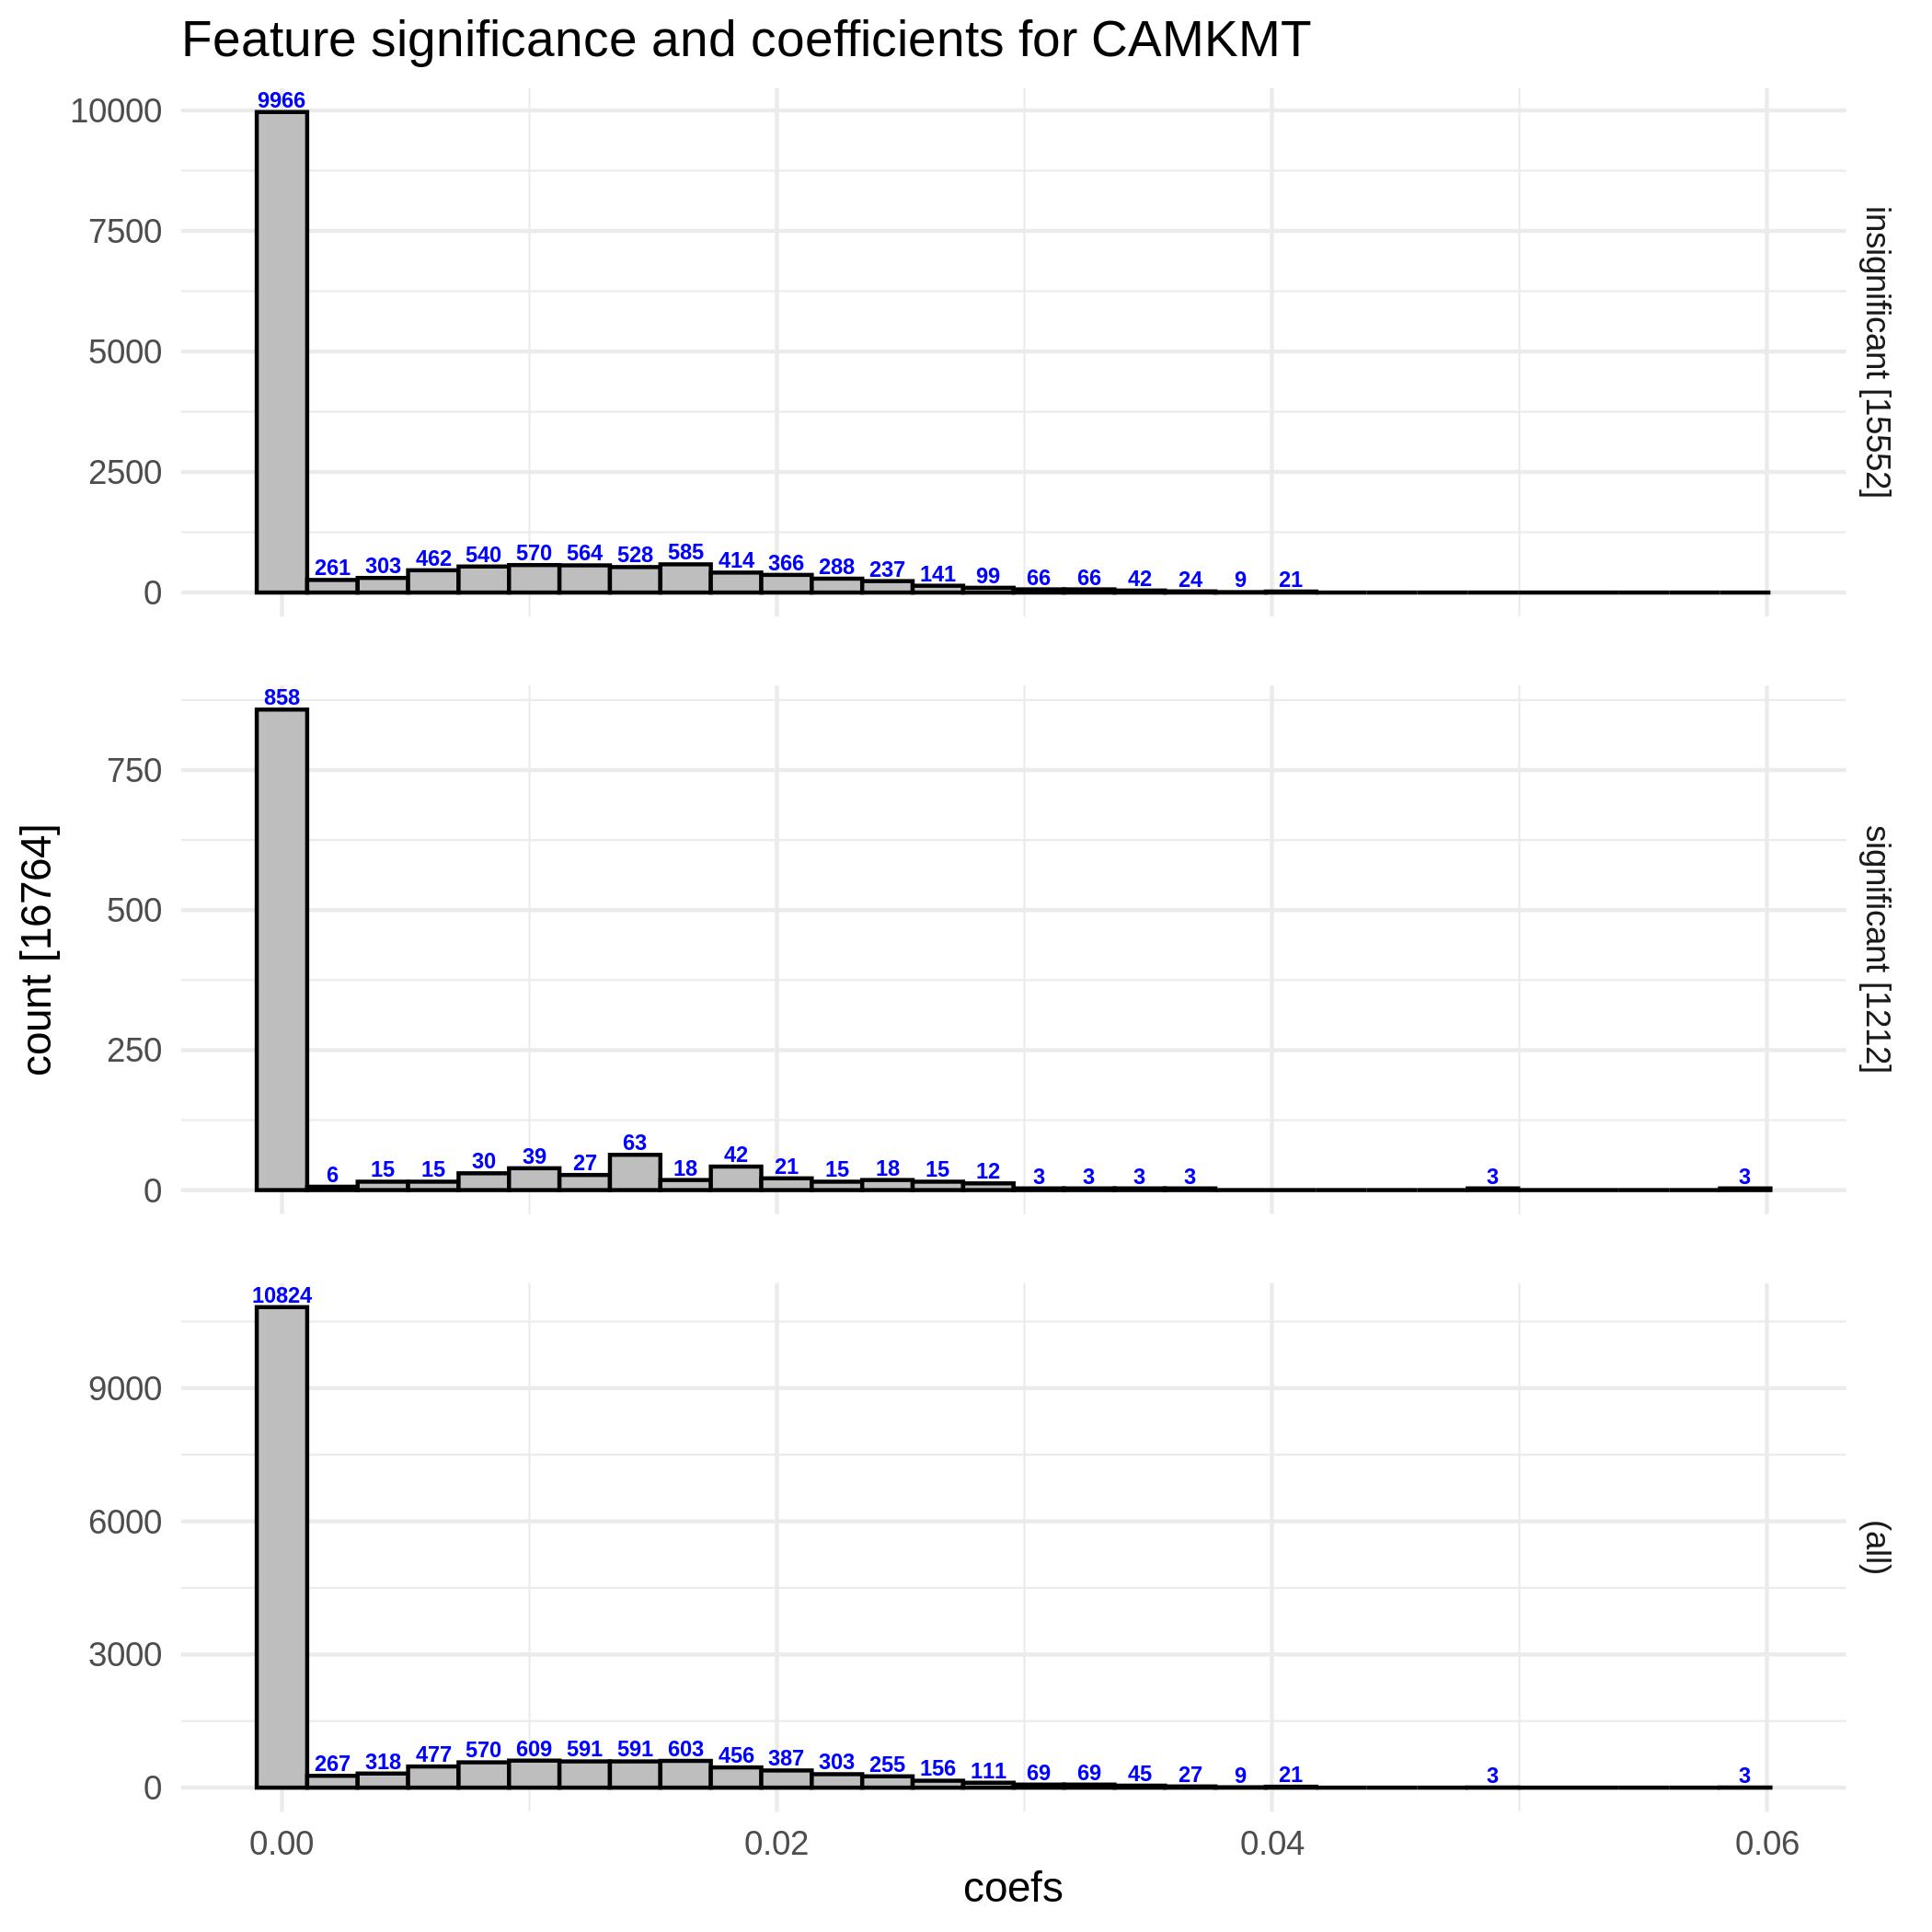 Feature significance and coefficients for CAMKMT
9966
10000
7500
5000
2500
0
261 303 462 540 570 564 528 585 414 366 288 237 141 99 66 66 42 24 9 21
insignificant [15552]
858
750
500
250
0
6 15 15 30 39 27 63 18 42 21 15 18 15 12 3 3 3 3 3 3
significant [1212]
count [16764]
10824
9000
6000
3000
0
267 318 477 570 609 591 591 603 456 387 303 255 156 111 69 69 45 27 9 21 3 3
(all)
0.00 0.02 0.04 0.06
coefs